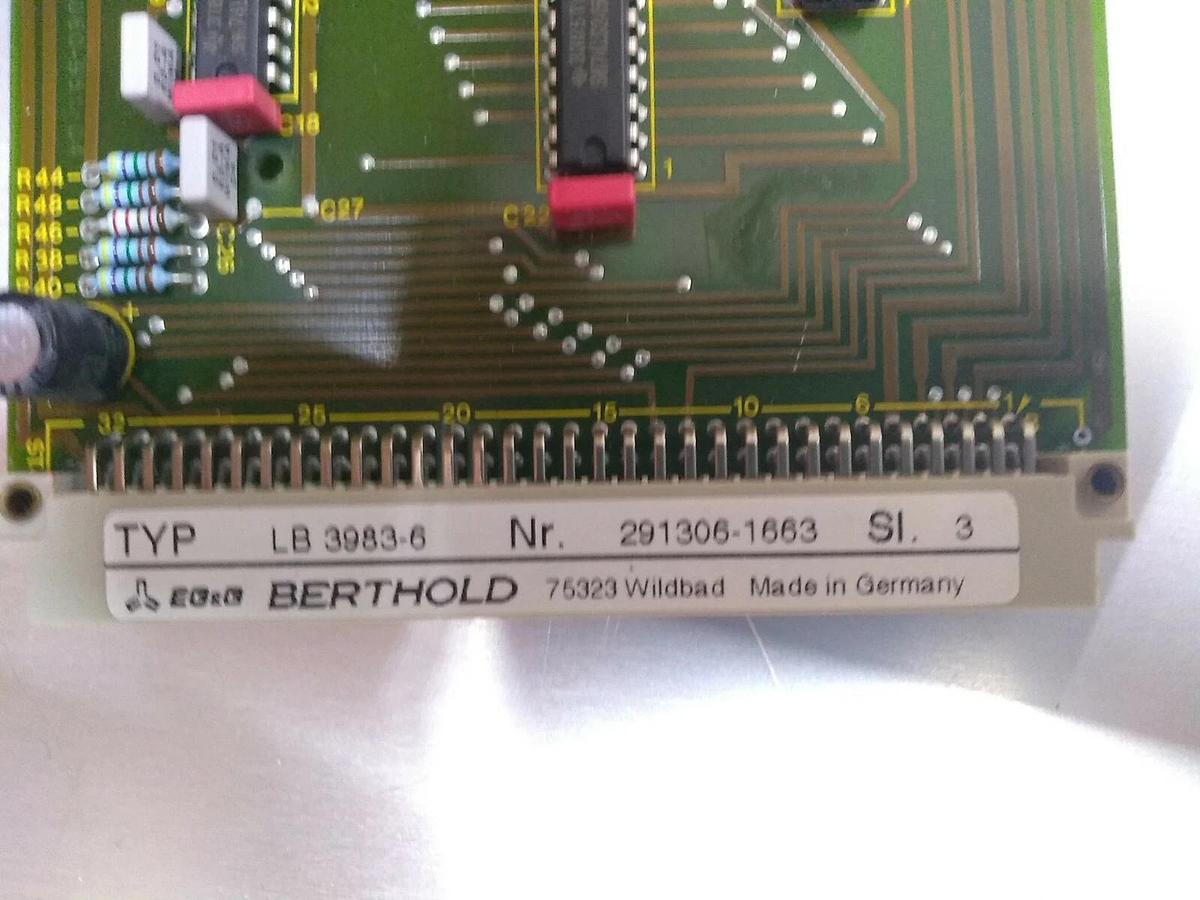 C18
R44
R48
R46
R38
R40
C27
C22
1
+
32 25 20 15 10 6 1
TYP LB 3983-6 Nr. 291306-1663 Sl. 3
EG&G BERTHOLD 75323 Wildbad Made in Germany